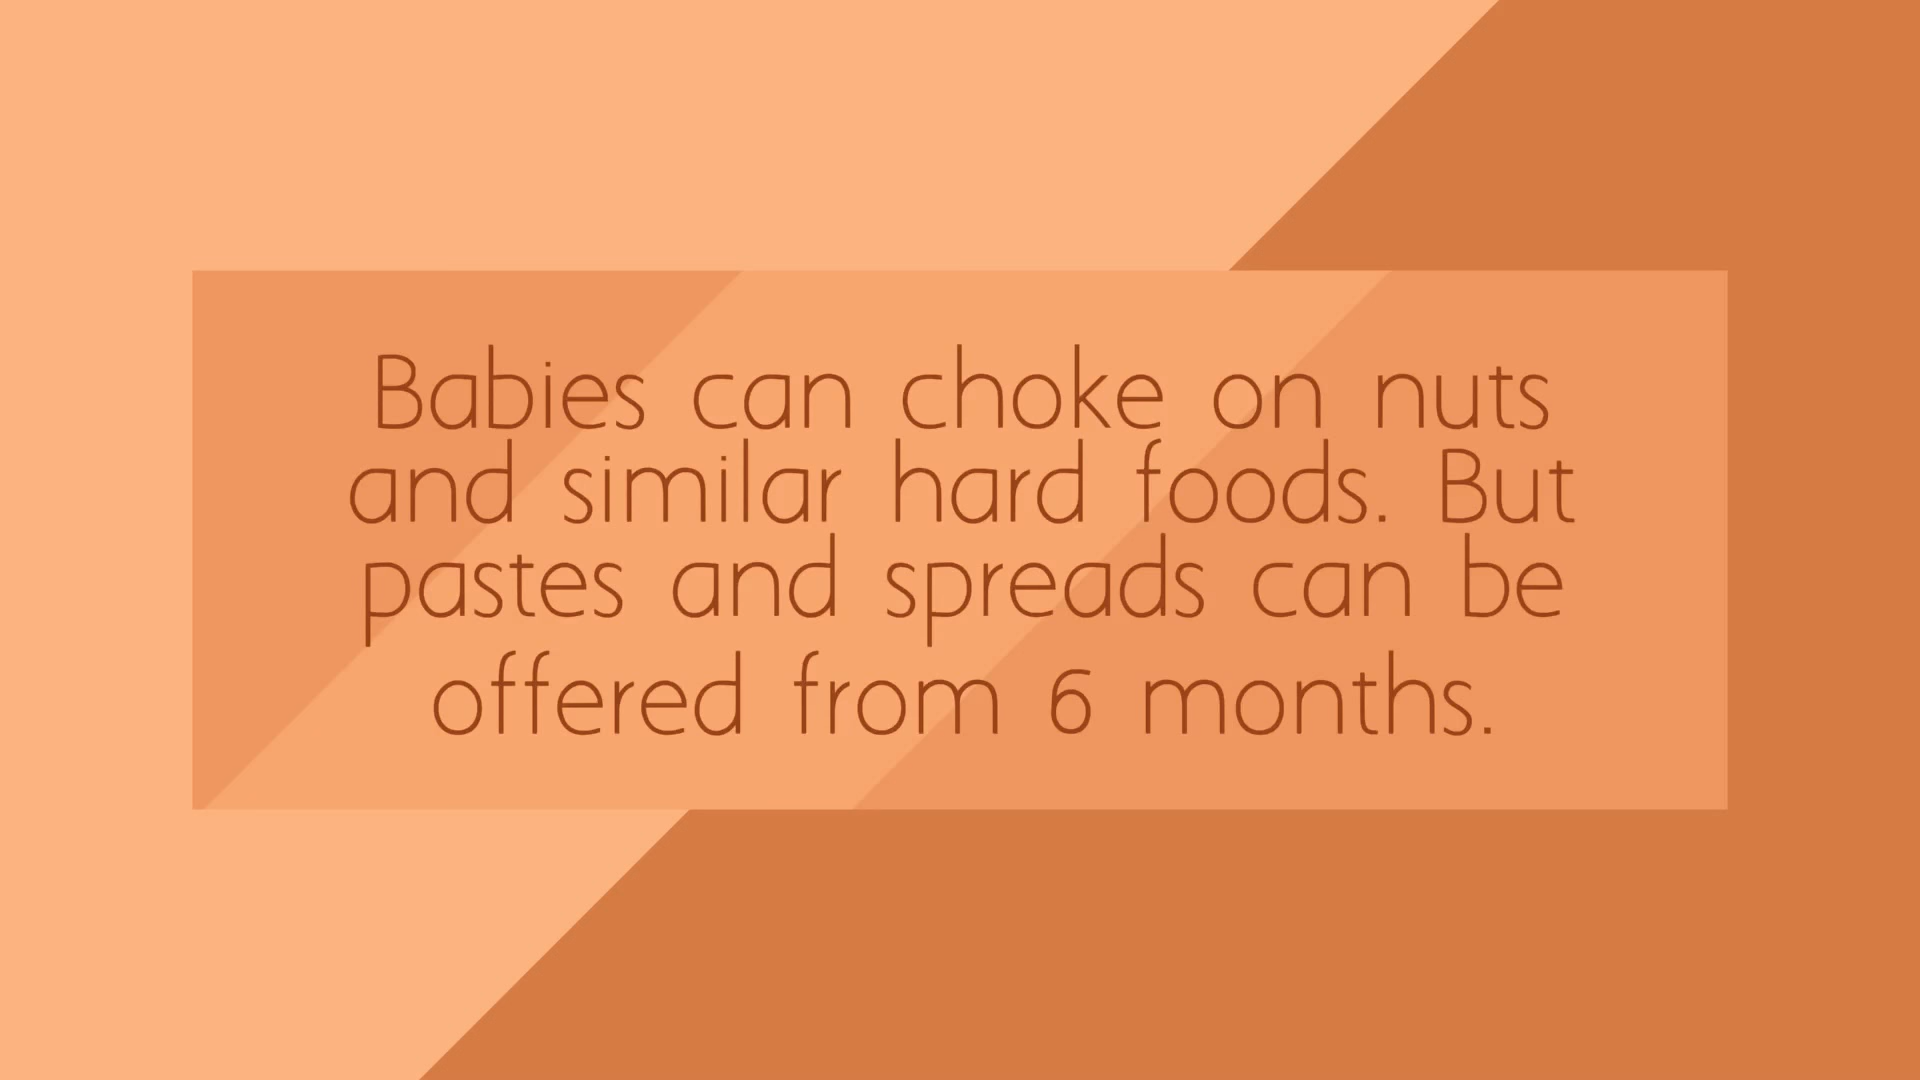 Babies can choke on nuts
and similar hard foods. But
pastes and spreads can be
offered from 6 months.